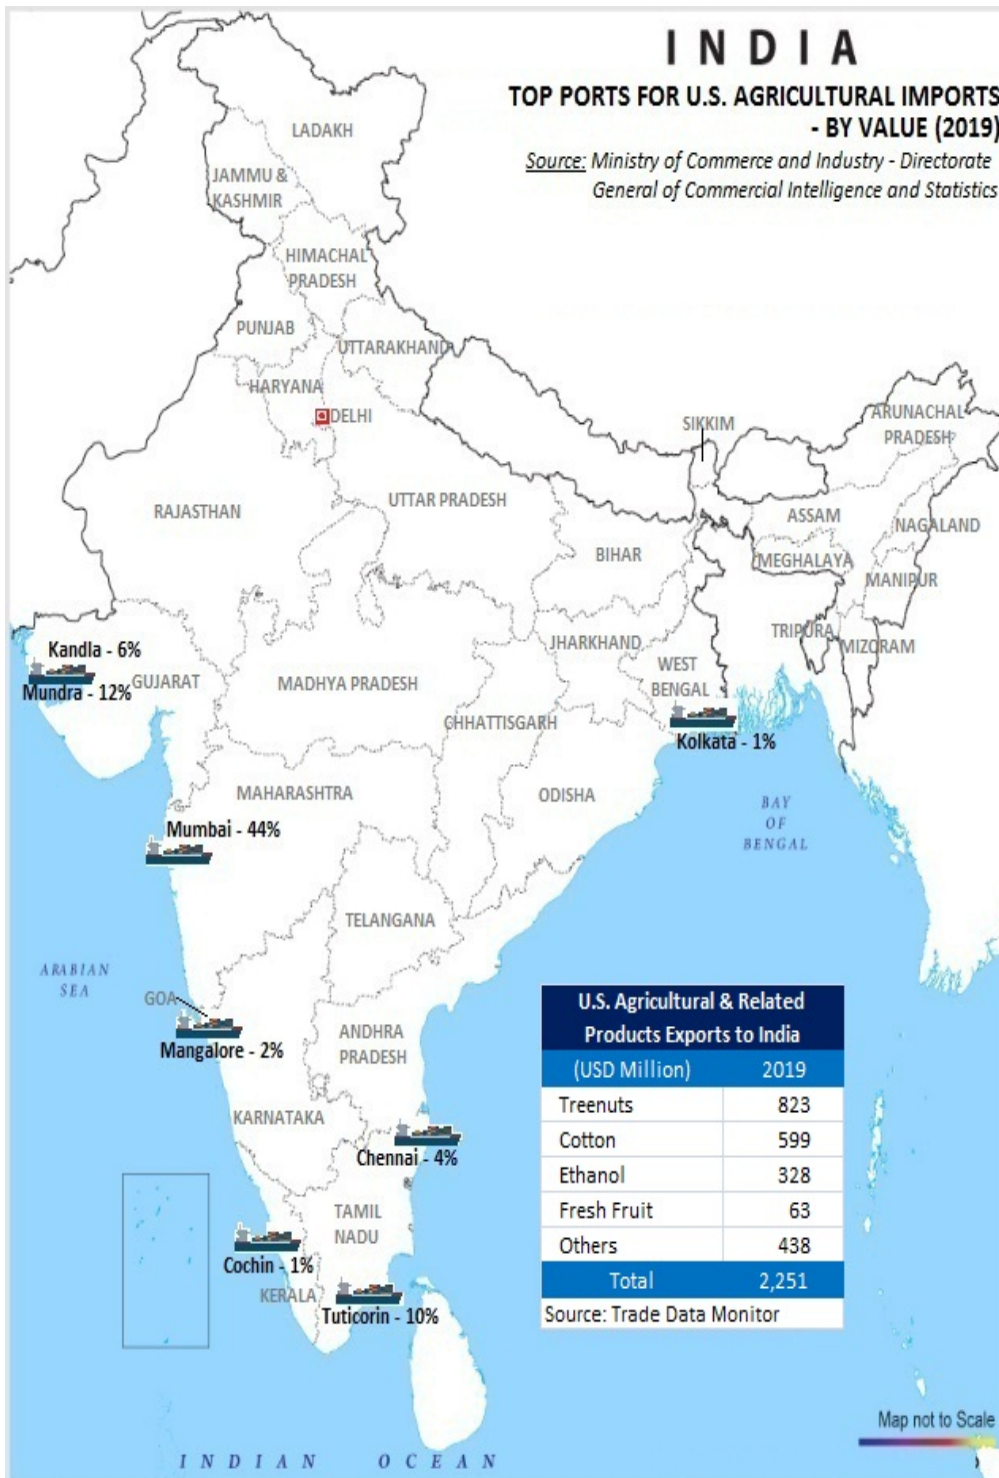 INDIA
TOP PORTS FOR U.S. AGRICULTURAL IMPORTS
- BY VALUE (2019)
Source: Ministry of Commerce and Industry - Directorate
General of Commercial Intelligence and Statistics
LADAKH
JAMMU &
KASHMIR
HIMACHAL
PRADESH
PUNJAB
UTTARAKHAND
HARYANA
DELHI
SIKKIM
ARUNACHAL
PRADESH
RAJASTHAN
UTTAR PRADESH
ASSAM
NAGALAND
BIHAR
MEGHALAYA
MANIPUR
TRIPURA
MIZORAM
JHARKHAND
WEST
BENGAL
Kandla - 6%
Mundra - 12%
GUJARAT
MADHYA PRADESH
CHHATTISGARH
Kolkata - 1%
MAHARASHTRA
ODISHA
BAY
OF
BENGAL
Mumbai - 44%
TELANGANA
ARABIAN
SEA
GOA
Mangalore - 2%
ANDHRA
PRADESH
KARNATAKA
Chennai - 4%
TAMIL
NADU
Cochin - 1%
KERALA
Tuticorin - 10%
U.S. Agricultural & Related
Products Exports to India
(USD Million) 2019
Treenuts 823
Cotton 599
Ethanol 328
Fresh Fruit 63
Others 438
Total 2,251
Source: Trade Data Monitor
Map not to Scale
INDIAN OCEAN